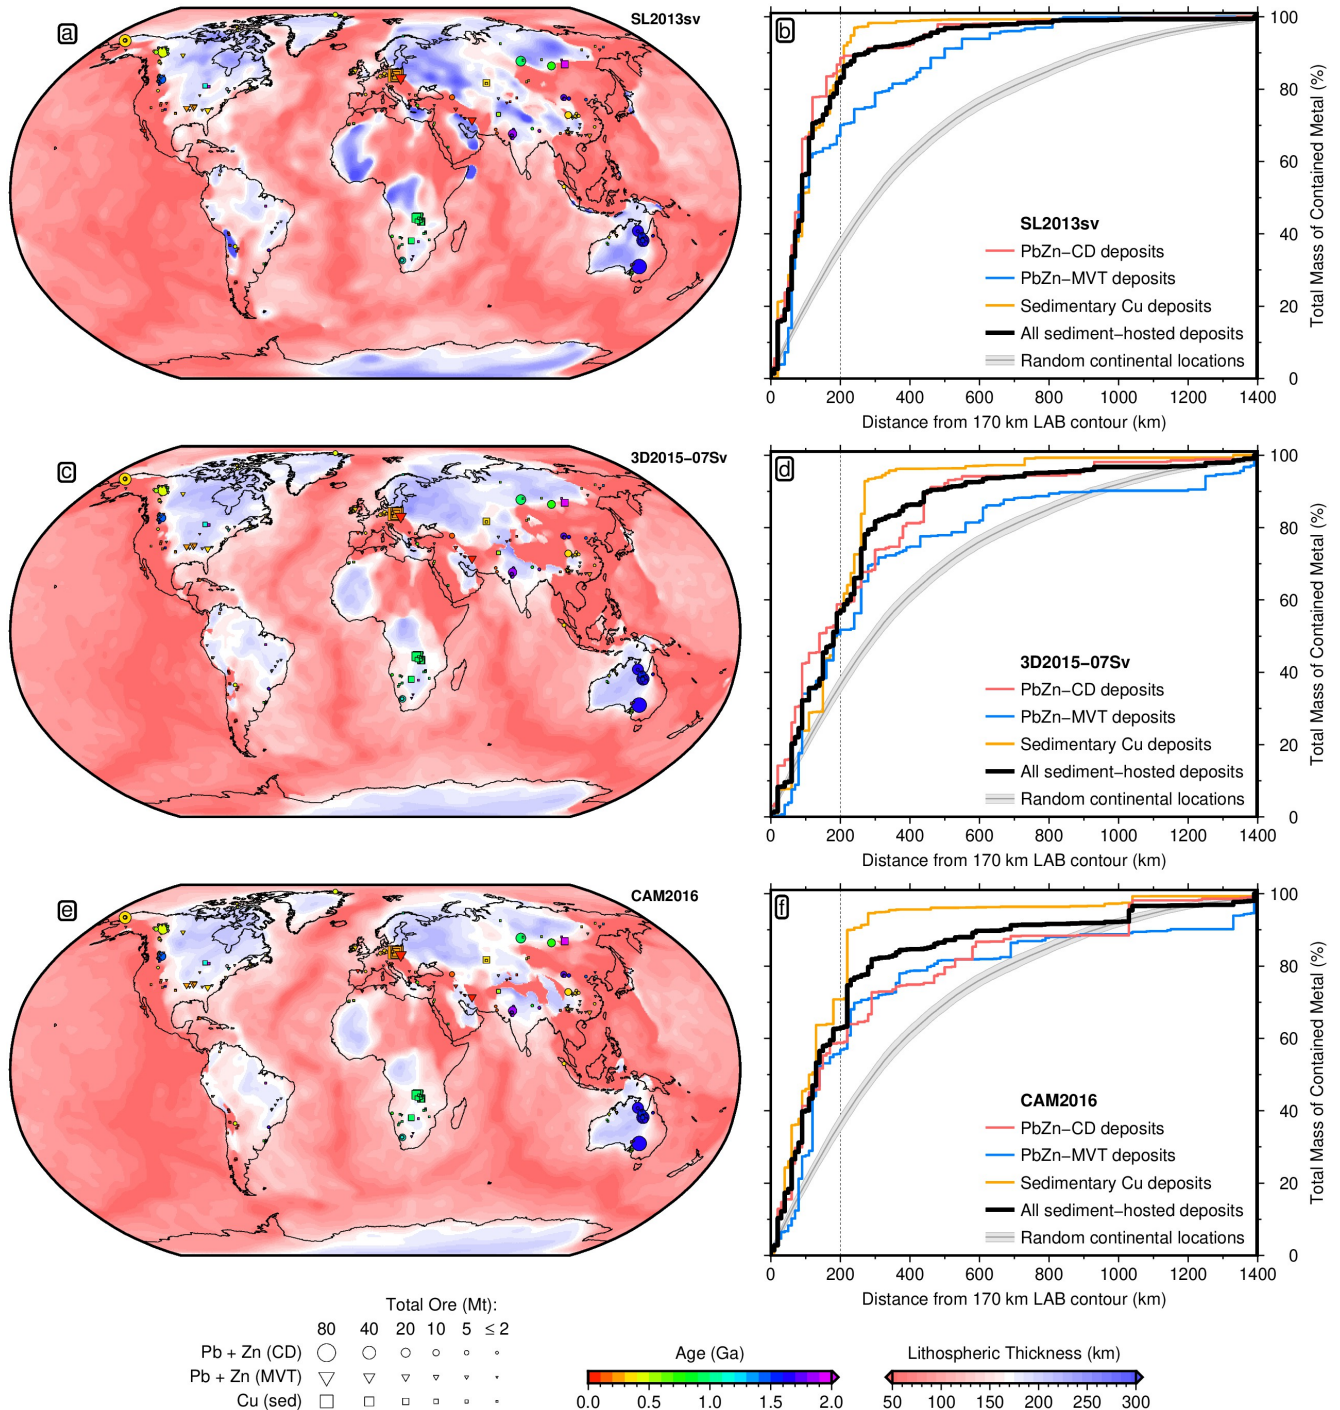 a
SL2013sv
b
100
80
60
40
20
0
Total Mass of Contained Metal (%)
SL2013sv
PbZn−CD deposits
PbZn−MVT deposits
Sedimentary Cu deposits
All sediment−hosted deposits
Random continental locations
0 200 400 600 800 1000 1200 1400
Distance from 170 km LAB contour (km)
c
3D2015−07Sv
d
100
80
60
40
20
0
Total Mass of Contained Metal (%)
3D2015−07Sv
PbZn−CD deposits
PbZn−MVT deposits
Sedimentary Cu deposits
All sediment−hosted deposits
Random continental locations
0 200 400 600 800 1000 1200 1400
Distance from 170 km LAB contour (km)
e
CAM2016
f
100
80
60
40
20
0
Total Mass of Contained Metal (%)
CAM2016
PbZn−CD deposits
PbZn−MVT deposits
Sedimentary Cu deposits
All sediment−hosted deposits
Random continental locations
0 200 400 600 800 1000 1200 1400
Distance from 170 km LAB contour (km)
Total Ore (Mt):
80 40 20 10 5 ≤ 2
Pb + Zn (CD)
Pb + Zn (MVT)
Cu (sed)
Age (Ga)
0.0 0.5 1.0 1.5 2.0
Lithospheric Thickness (km)
50 100 150 200 250 300